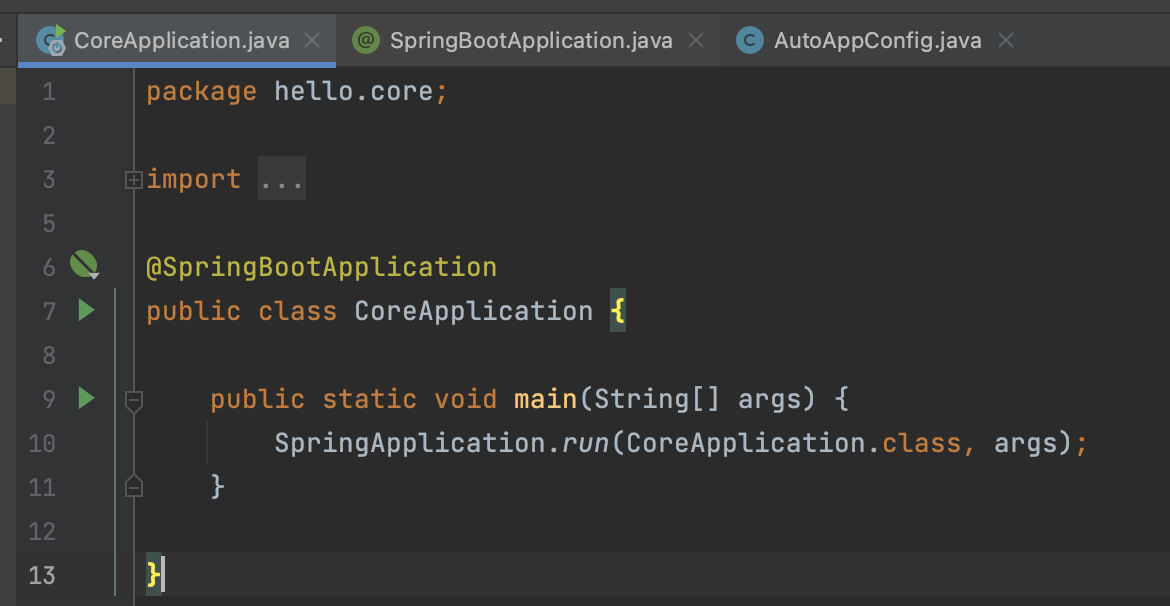 CoreApplication.java SpringBootApplication.java AutoAppConfig.java
1 package hello.core;
2
3 import ...
5
6 @SpringBootApplication
7 public class CoreApplication {
8
9 public static void main(String[] args) {
10 SpringApplication.run(CoreApplication.class, args);
11 }
12
13 }